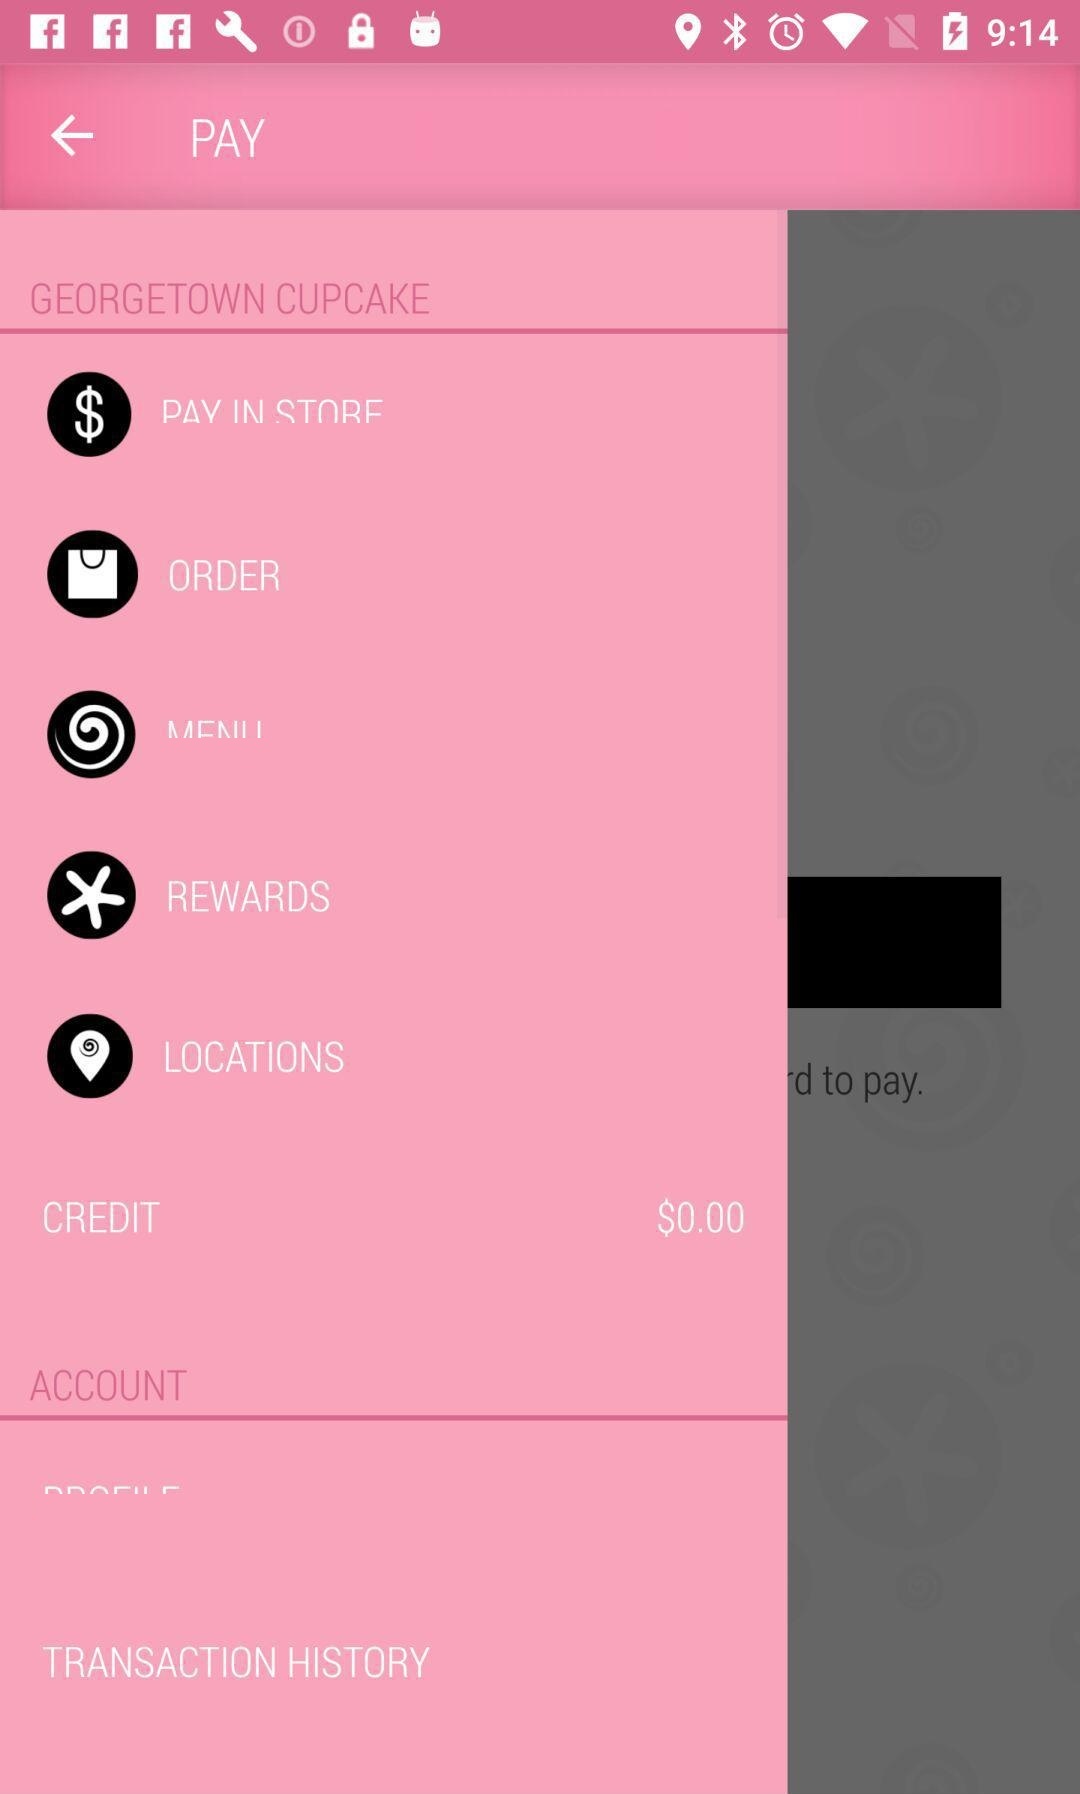 9:14
PAY
GEORGETOWN CUPCAKE
PAY IN STORE
ORDER
MENU
REWARDS
LOCATIONS
rd to pay.
CREDIT $0.00
ACCOUNT
PROFILE
TRANSACTION HISTORY